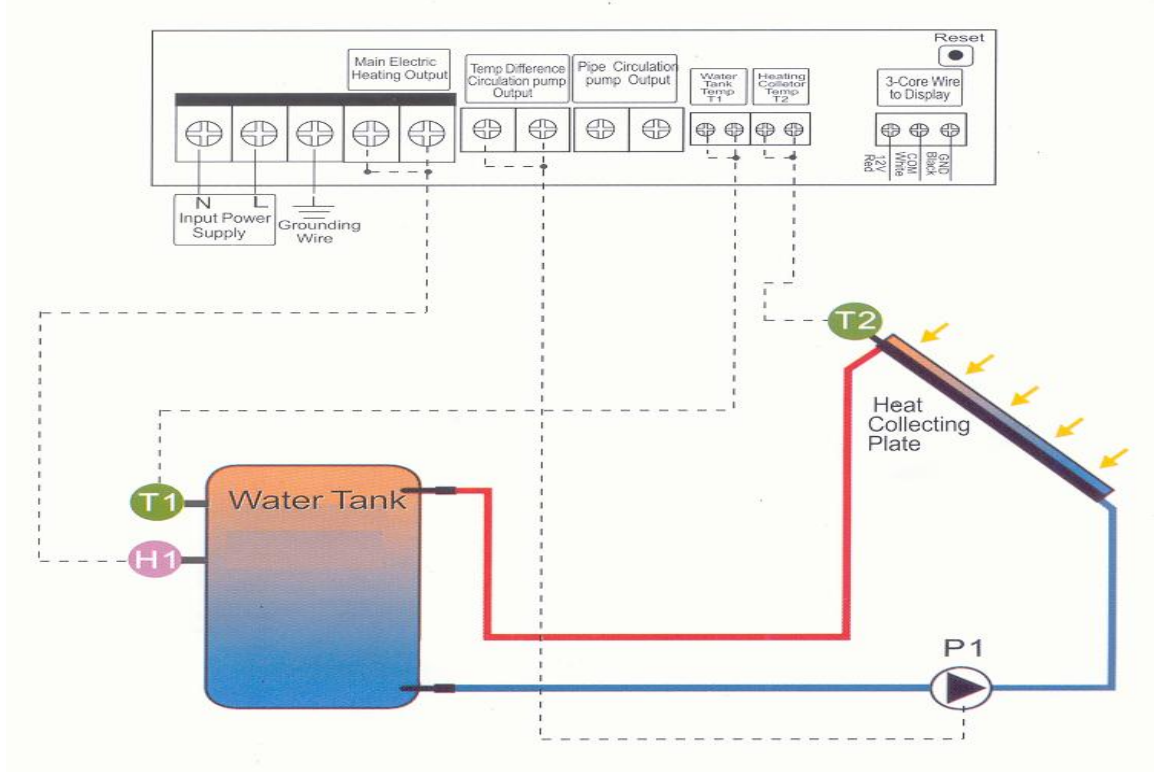 Reset
Main Electric
Heating Output
Temp Difference
Circulation pump
Output
Pipe Circulation
pump Output
Water
Tank
Temp
T1
Heating
Colletor
Temp
T2
3-Core Wire
to Display
12V
Red
COM
White
GND
Black
N
L
Input Power
Supply
Grounding
Wire
T2
Heat
Collecting
Plate
T1
Water Tank
H1
P1